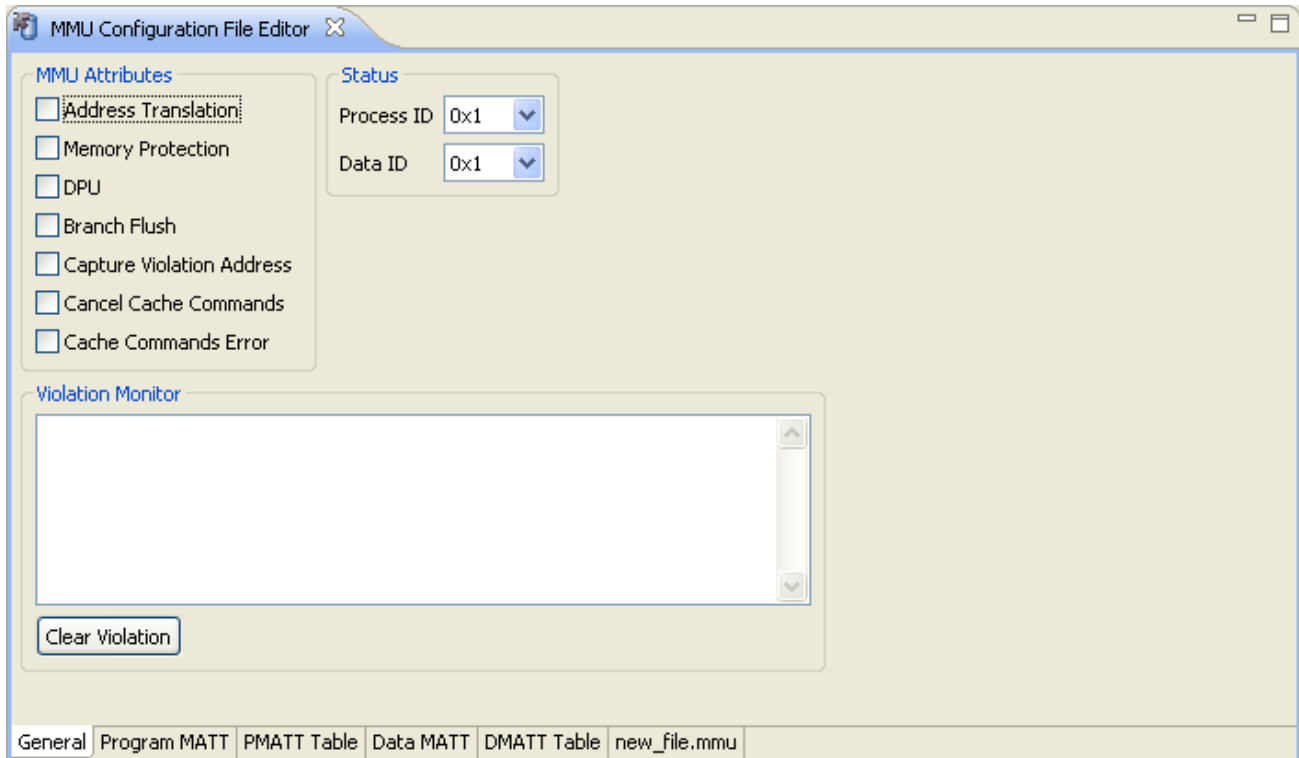 MMU Configuration File Editor
MMU Attributes
Address Translation
Memory Protection
DPU
Branch Flush
Capture Violation Address
Cancel Cache Commands
Cache Commands Error
Status
Process ID 0x1
Data ID 0x1
Violation Monitor
Clear Violation
General Program MATT PMATT Table Data MATT DMATT Table new_file.mmu